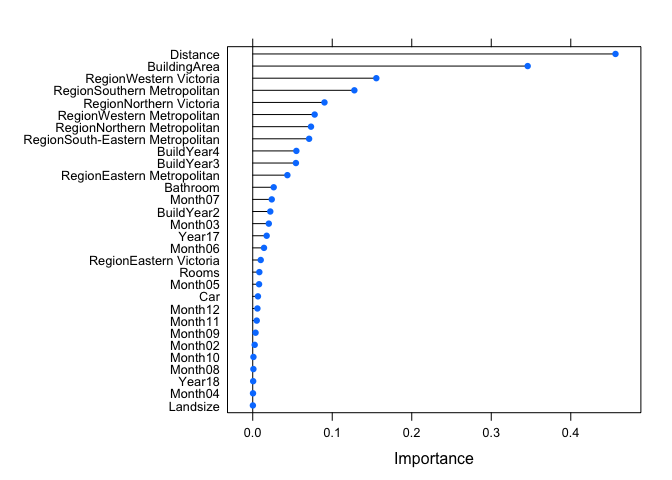 Distance
BuildingArea
RegionWestern Victoria
RegionSouthern Metropolitan
RegionNorthern Victoria
RegionWestern Metropolitan
RegionNorthern Metropolitan
RegionSouth-Eastern Metropolitan
BuildYear4
BuildYear3
RegionEastern Metropolitan
Bathroom
Month07
BuildYear2
Month03
Year17
Month06
RegionEastern Victoria
Rooms
Month05
Car
Month12
Month11
Month09
Month02
Month10
Month08
Year18
Month04
Landsize
0.0 0.1 0.2 0.3 0.4
Importance